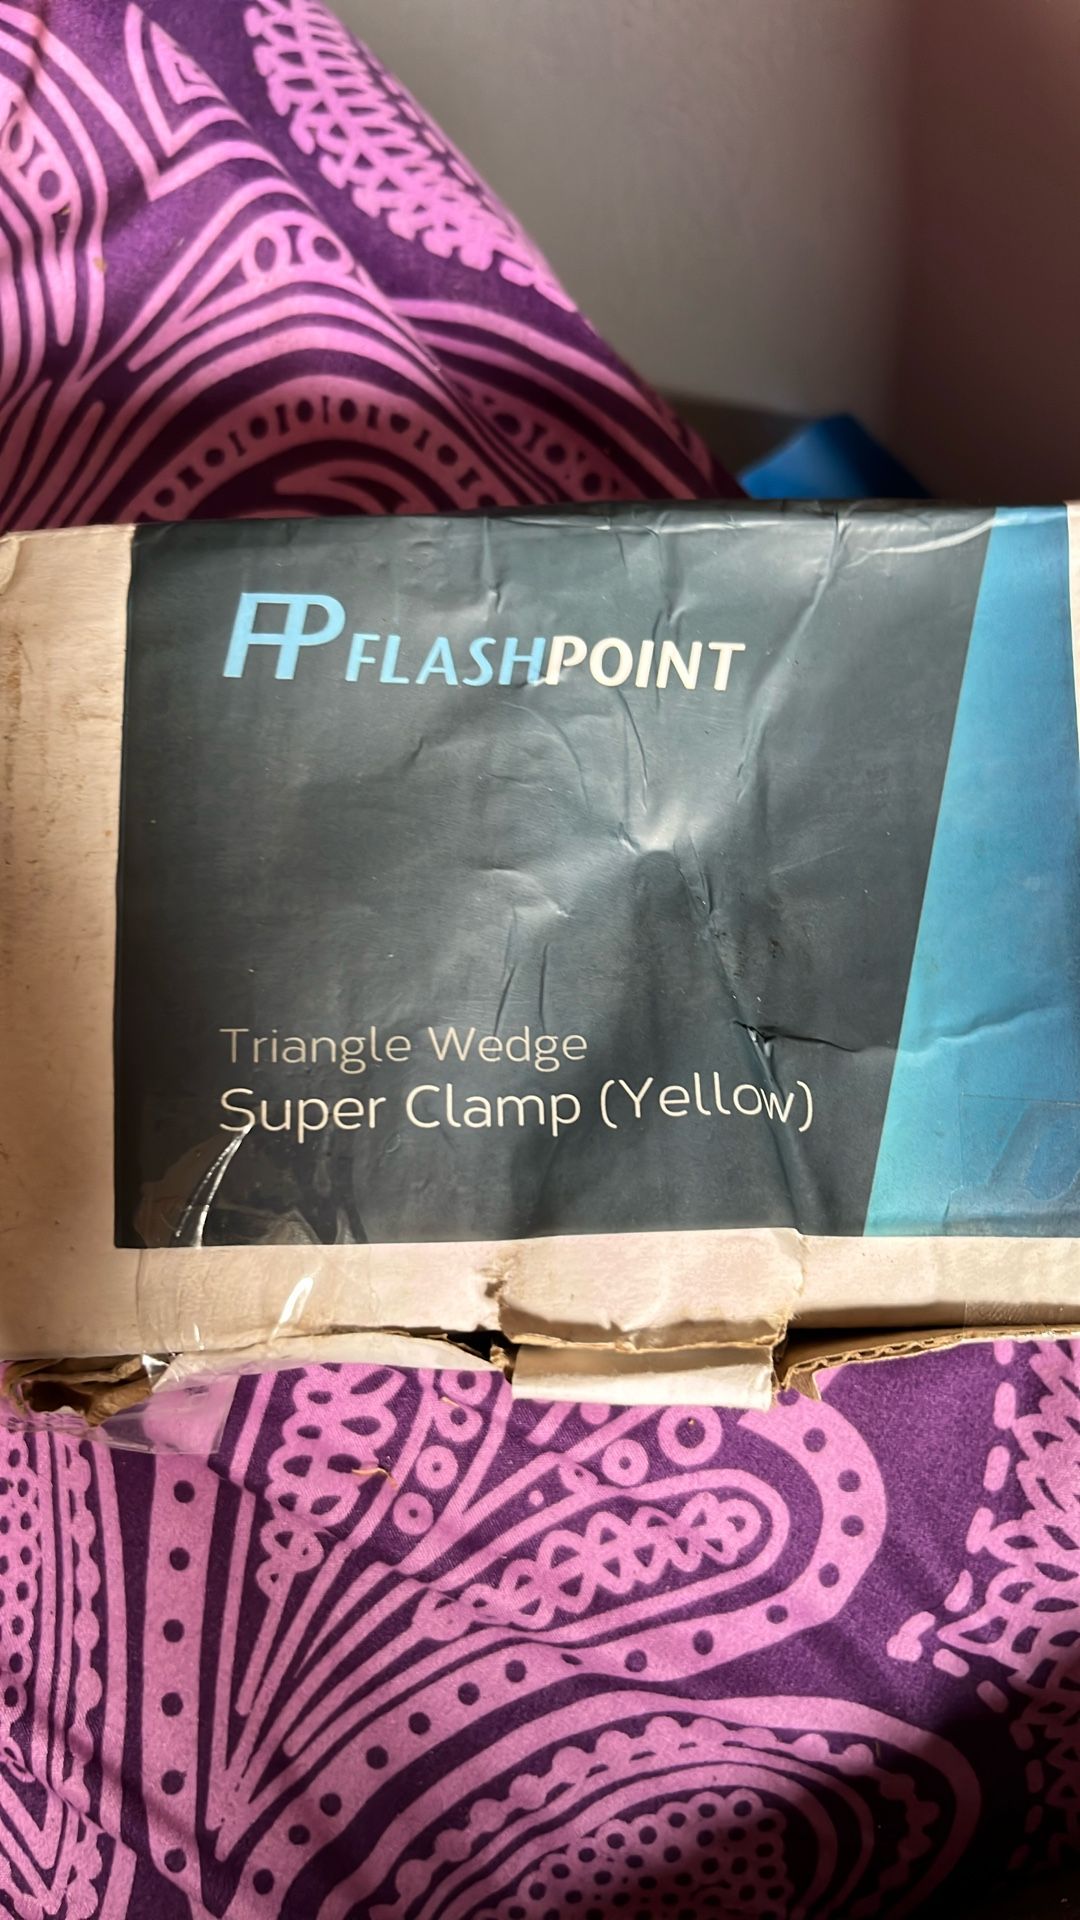 FP FLASHPOINT
Triangle Wedge
Super Clamp (Yellow)